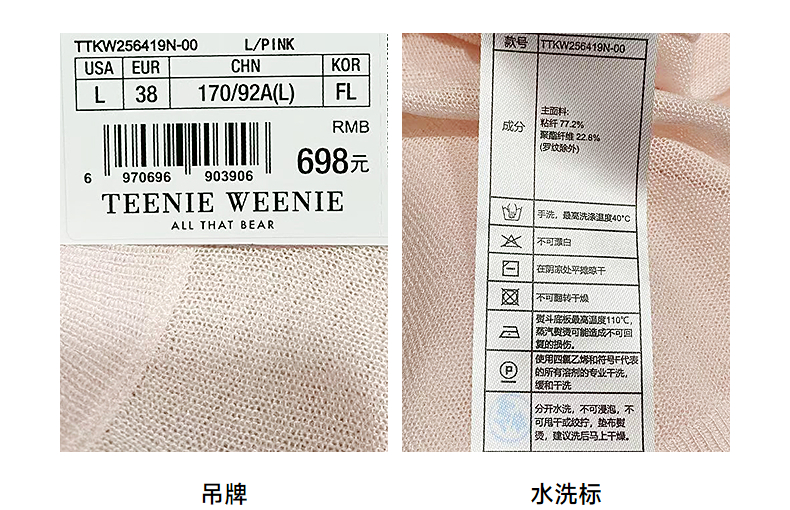 TTKW256419N-00 L/PINK
USA EUR CHN KOR
L 38 170/92A(L) FL
RMB
698元
6 970696 903906
TEENIE WEENIE
ALL THAT BEAR
款号 TTKW256419N-00
成分
主面料:
粘纤 77.2%
聚酯纤维 22.8%
(罗纹除外)
手洗，最高洗涤温度40°C
不可漂白
在阴凉处平摊晾干
不可翻转干燥
熨斗底板最高温度110℃,
蒸汽熨烫可能造成不可回
复的损伤。
P
使用四氯乙烯和符号F代表
的所有溶剂的专业干洗,
缓和干洗
分开水洗，不可浸泡，不
可甩干或绞拧，垫布熨
烫，建议洗后马上干燥。
吊牌
水洗标